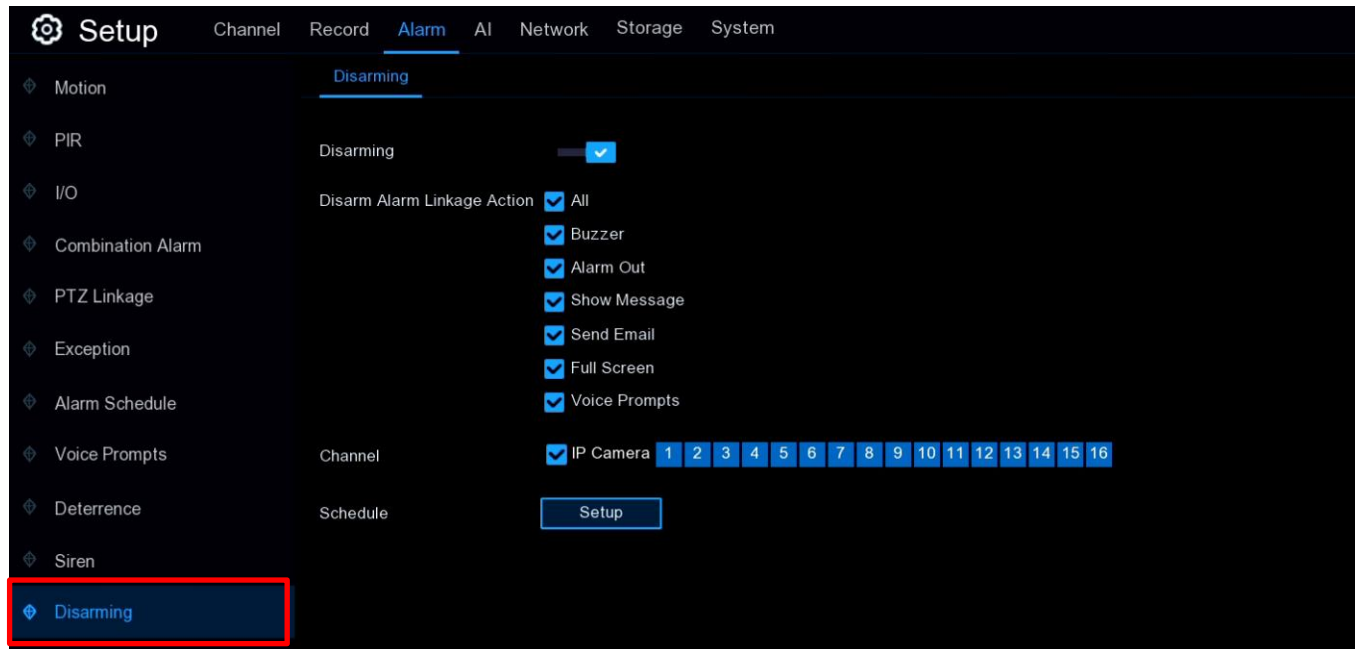 Setup Channel Record Alarm AI Network Storage System
Motion
PIR
I/O
Combination Alarm
PTZ Linkage
Exception
Alarm Schedule
Voice Prompts
Deterrence
Siren
Disarming
Disarming
Disarming
Disarm Alarm Linkage Action All
Buzzer
Alarm Out
Show Message
Send Email
Full Screen
Voice Prompts
Channel IP Camera 1 2 3 4 5 6 7 8 9 10 11 12 13 14 15 16
Schedule Setup